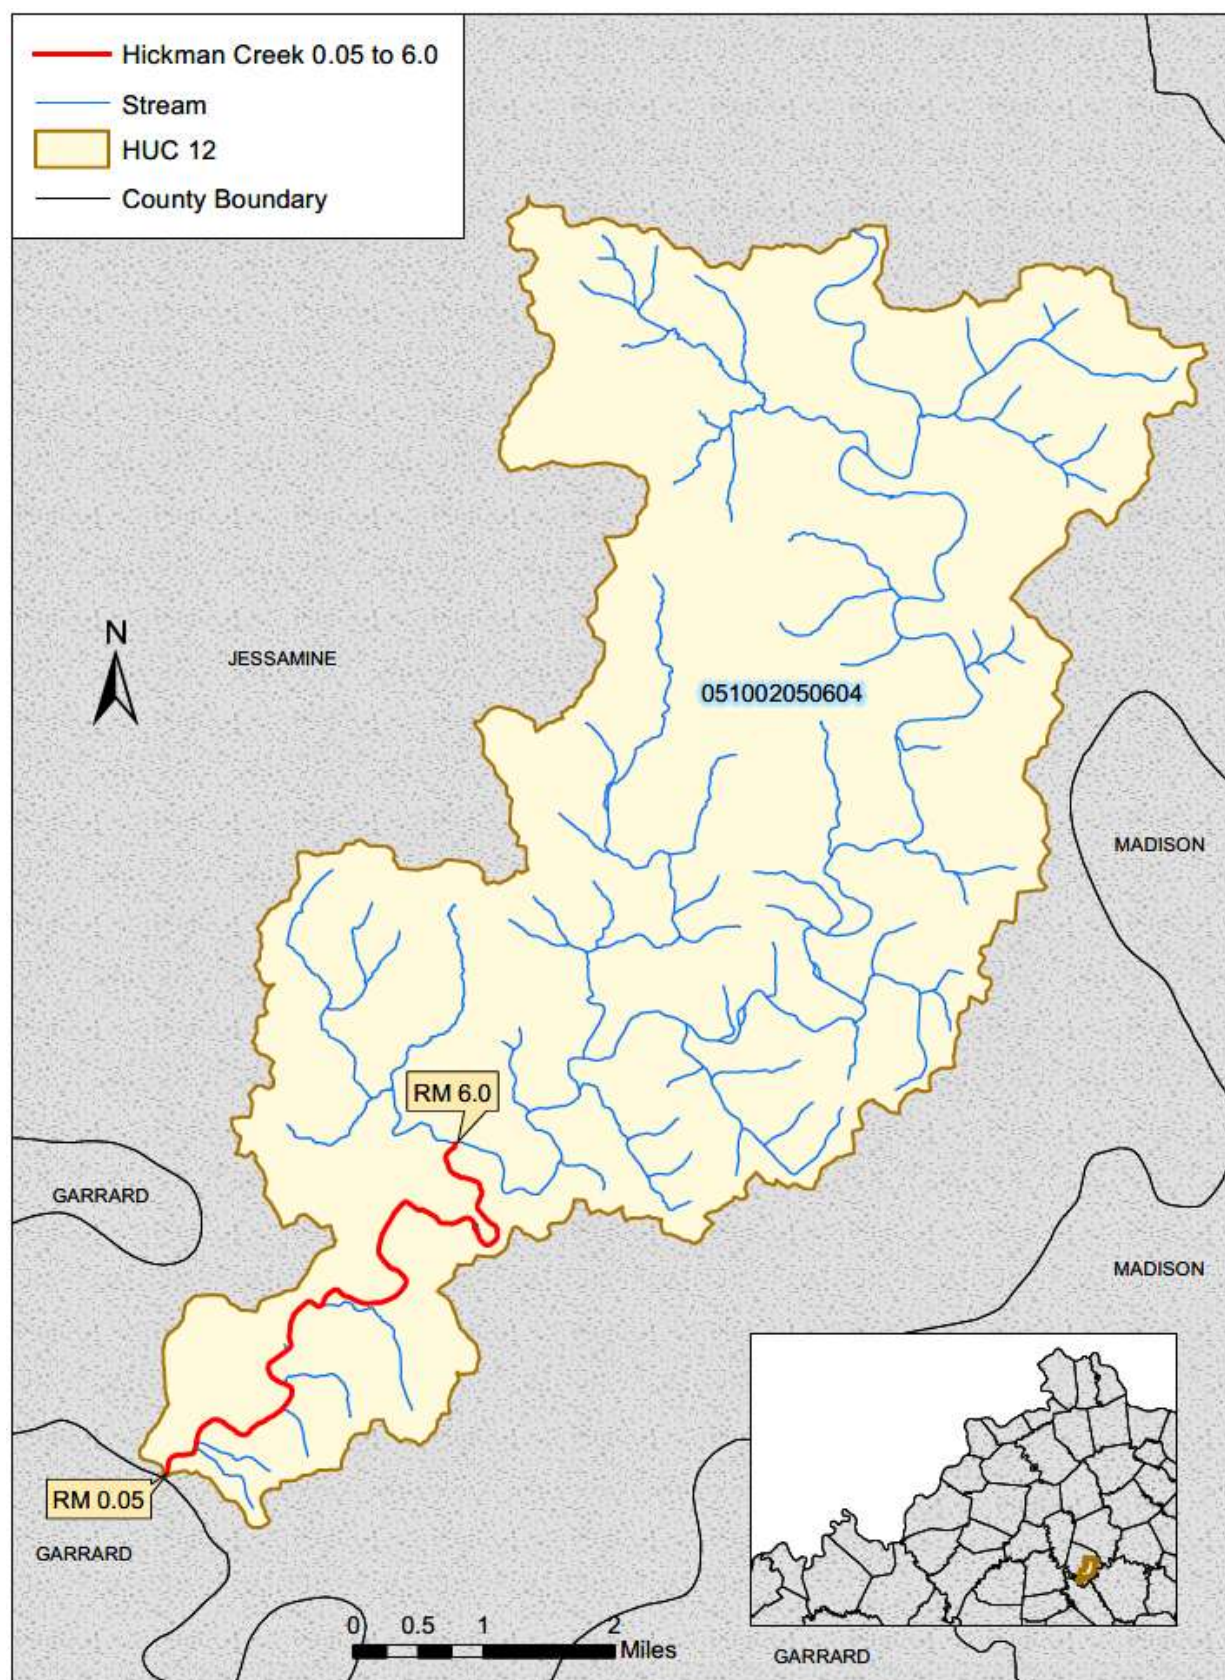 Hickman Creek 0.05 to 6.0
Stream
HUC 12
County Boundary
N
JESSAMINE
051002050604
MADISON
RM 6.0
GARRARD
MADISON
RM 0.05
GARRARD
0 0.5 1 2
Miles
GARRARD